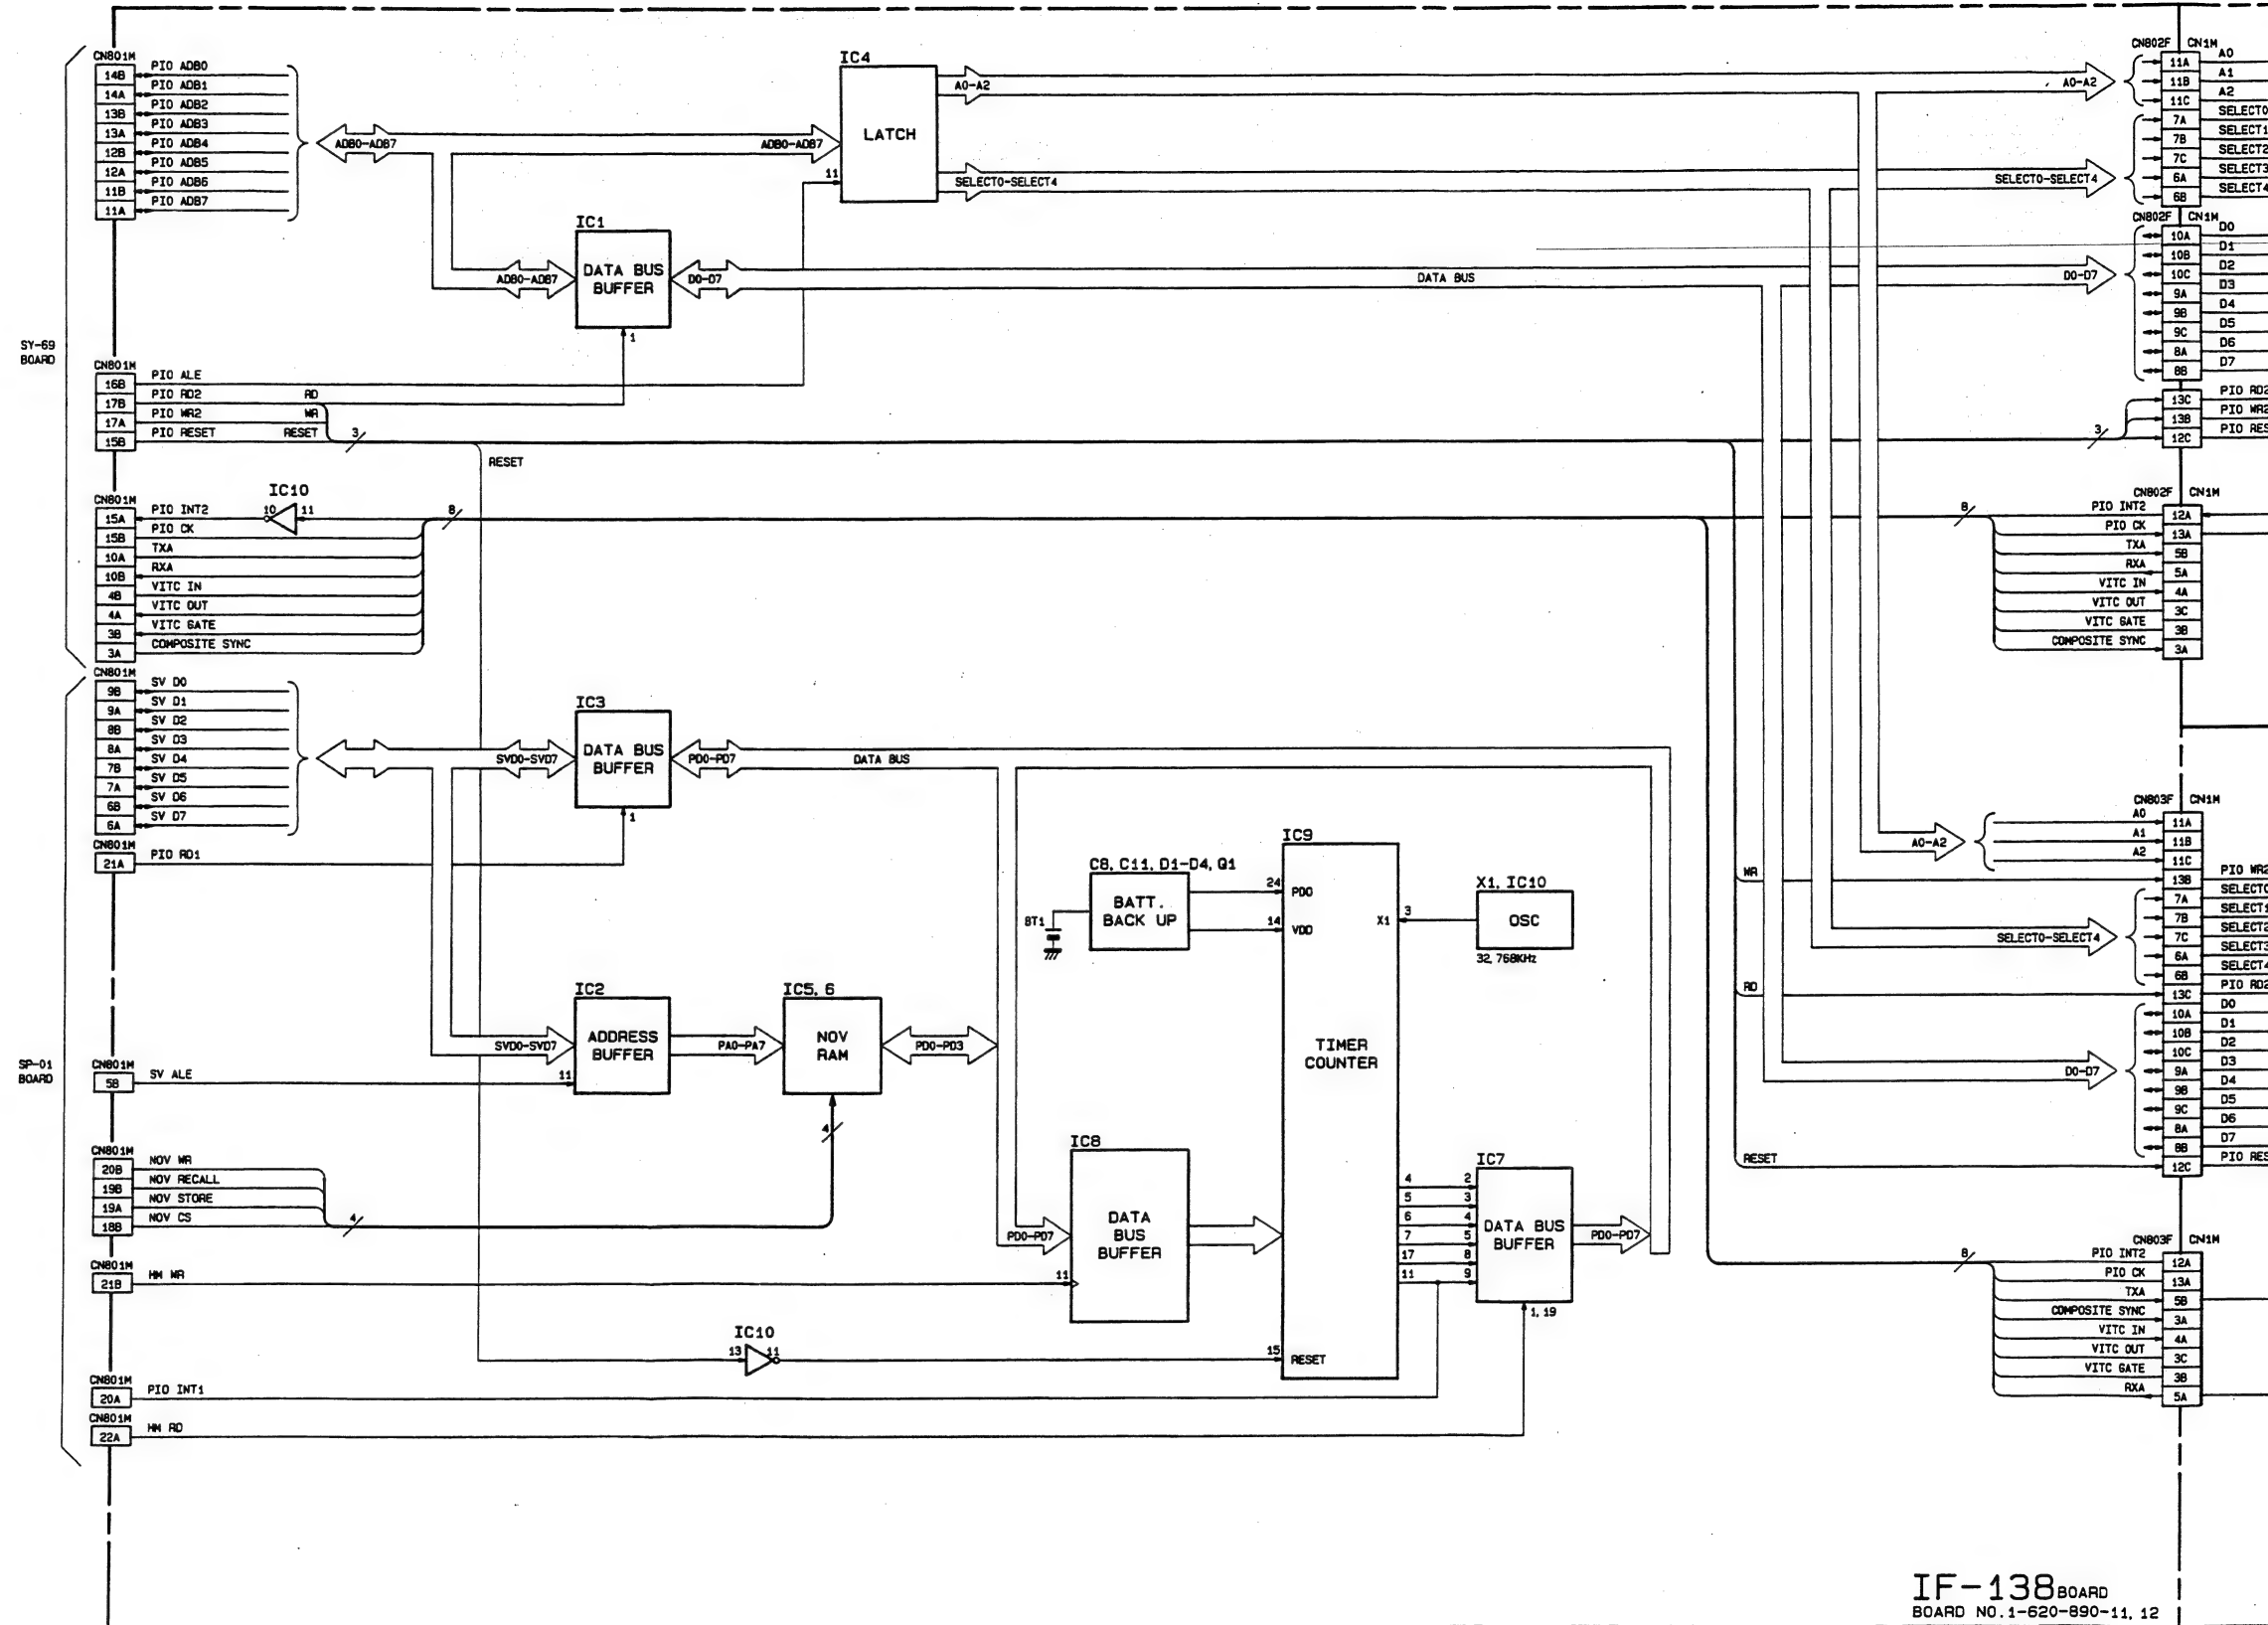 CN801M
14B PIO ADB0
14A PIO ADB1
13B PIO ADB2
13A PIO ADB3
12B PIO ADB4
12A PIO ADB5
11B PIO ADB6
11A PIO ADB7
ADB0-ADB7
ADB0-ADB7
IC4
LATCH
11
A0-A2
A0-A2
SELECT0-SELECT4
SELECT0-SELECT4
IC1
DATA BUS
BUFFER
ADB0-ADB7
D0-D7
1
DATA BUS
D0-D7
CN802F CN1M
11A A0
11B A1
11C A2
7A SELECT0
7B SELECT1
7C SELECT2
6A SELECT3
6B SELECT4
CN802F CN1M
10A D0
10B D1
10C D2
9A D3
9B D4
9C D5
8A D6
8B D7
13C PIO RD2
13B PIO WR2
12C PIO RES
3
SY-69
BOARD
CN801M
16B PIO ALE
17B PIO RD2 RD
17A PIO WR2 WR
15B PIO RESET RESET
3
RESET
IC10
10 11
CN801M
15A PIO INT2
15B PIO CK
10A TXA
10B RXA
4B VITC IN
4A VITC OUT
3B VITC GATE
3A COMPOSITE SYNC
8
8
CN802F CN1M
PIO INT2 12A
PIO CK 13A
TXA 5B
RXA 5A
VITC IN 4A
VITC OUT 3C
VITC GATE 3B
COMPOSITE SYNC 3A
CN801M
9B SV D0
9A SV D1
8B SV D2
8A SV D3
7B SV D4
7A SV D5
6B SV D6
6A SV D7
CN801M
21A PIO RD1
IC3
DATA BUS
BUFFER
SVD0-SVD7
PD0-PD7
1
DATA BUS
C8, C11, D1-D4, Q1
BATT.
BACK UP
BT1
IC9
24 PDO
14 VDD
X1 3
TIMER
COUNTER
15 RESET
X1, IC10
OSC
32,768KHz
IC2
ADDRESS
BUFFER
SVD0-SVD7
11
PA0-PA7
IC5, 6
NOV
RAM
PD0-PD3
4
SP-01
BOARD
CN801M
5B SV ALE
CN801M
20B NOV WR
19B NOV RECALL
19A NOV STORE
18B NOV CS
4
CN801M
21B HM WR
IC8
DATA
BUS
BUFFER
PD0-PD7
11
IC10
13 11
CN801M
20A PIO INT1
CN801M
22A HM RD
4 2
5 3
6 4
7 5
17 8
11 9
IC7
DATA BUS
BUFFER
PD0-PD7
1, 19
CN803F CN1M
A0 11A
A1 11B
A2 11C
A0-A2
WR
13B PIO WR2
7A SELECT0
7B SELECT1
7C SELECT2
6A SELECT3
6B SELECT4
SELECT0-SELECT4
RD
13C PIO RD2
10A D0
10B D1
10C D2
9A D3
9B D4
9C D5
8A D6
8B D7
D0-D7
RESET
12C PIO RES
CN803F CN1M
8
PIO INT2 12A
PIO CK 13A
TXA 5B
COMPOSITE SYNC 3A
VITC IN 4A
VITC OUT 3C
VITC GATE 3B
RXA 5A
IF-138 BOARD
BOARD NO.1-620-890-11, 12